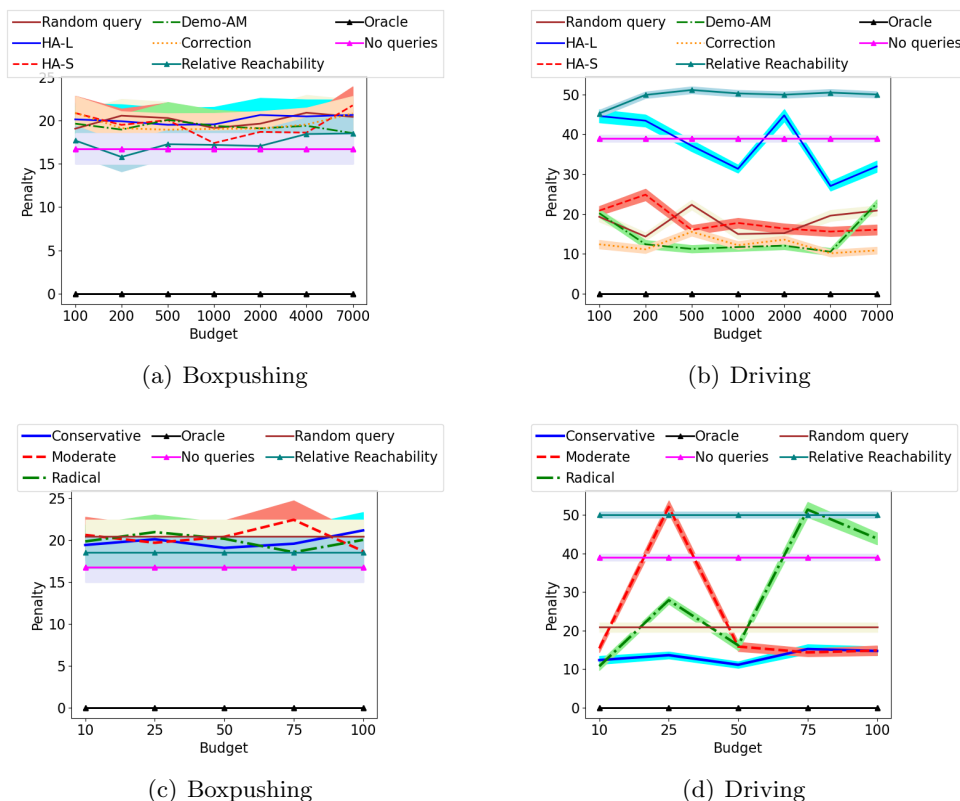 Random query Demo-AM Oracle
HA-L Correction No queries
HA-S Relative Reachability
25
20
15
10
5
0
Penalty
100 200 500 1000 2000 4000 7000
Budget
(a) Boxpushing
Random query Demo-AM Oracle
HA-L Correction No queries
HA-S Relative Reachability
50
40
30
20
10
0
Penalty
100 200 500 1000 2000 4000 7000
Budget
(b) Driving
Conservative Oracle Random query
Moderate No queries Relative Reachability
Radical
25
20
15
10
5
0
Penalty
10 25 50 75 100
Budget
(c) Boxpushing
Conservative Oracle Random query
Moderate No queries Relative Reachability
Radical
50
40
30
20
10
0
Penalty
10 25 50 75 100
Budget
(d) Driving